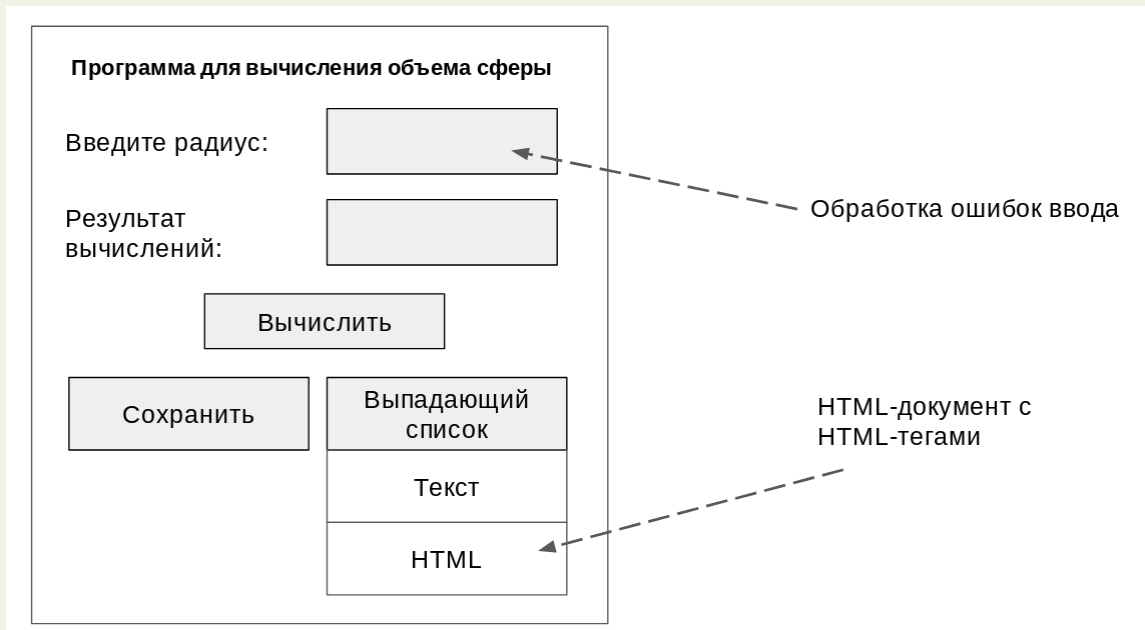 Программа для вычисления объема сферы
Введите радиус:
Обработка ошибок ввода
Результат
вычислений:
Вычислить
Сохранить
Выпадающий
список
HTML-документ с
HTML-тегами
Текст
HTML